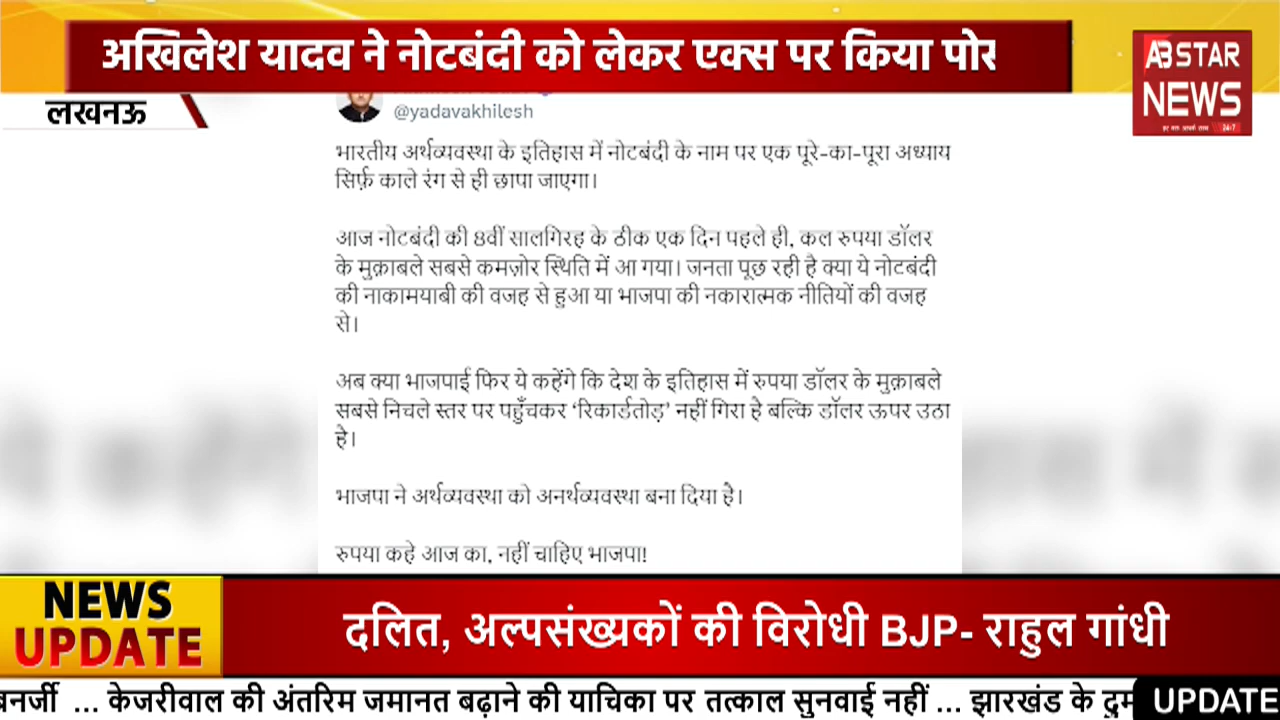 अखिलेश यादव ने नोटबंदी को लेकर एक्स पर किया
AB STAR
NEWS
24x7
लखनऊ
@yadavakhilesh
भारतीय अर्थव्यवस्था के इतिहास में नोटबंदी के नाम पर एक पूरे-का-पूरा अध्याय
सिर्फ़ काले रंग से ही छापा जाएगा।
आज नोटबंदी की 8वीं सालगिरह के ठीक एक दिन पहले ही, कल रुपया डॉलर
के मुक़ाबले सबसे कमज़ोर स्थिति में आ गया। जनता पूछ रही है क्या ये नोटबंदी
की नाकामयाबी की वजह से हुआ या भाजपा की नकारात्मक नीतियों की वजह
से।
अब क्या भाजपाई फिर ये कहेंगे कि देश के इतिहास में रुपया डॉलर के मुक़ाबले
सबसे निचले स्तर पर पहुँचकर ‘रिकार्डतोड़’ नहीं गिरा है बल्कि डॉलर ऊपर उठा
है।
भाजपा ने अर्थव्यवस्था को अनर्थव्यवस्था बना दिया है।
रुपया कहे आज का, नहीं चाहिए भाजपा!
NEWS
UPDATE
दलित, अल्पसंख्यकों की विरोधी BJP- राहुल गांधी
बनर्जी ... केजरीवाल की अंतरिम जमानत बढ़ाने की याचिका पर तत्काल सुनवाई नहीं ... झारखंड के
UPDATE